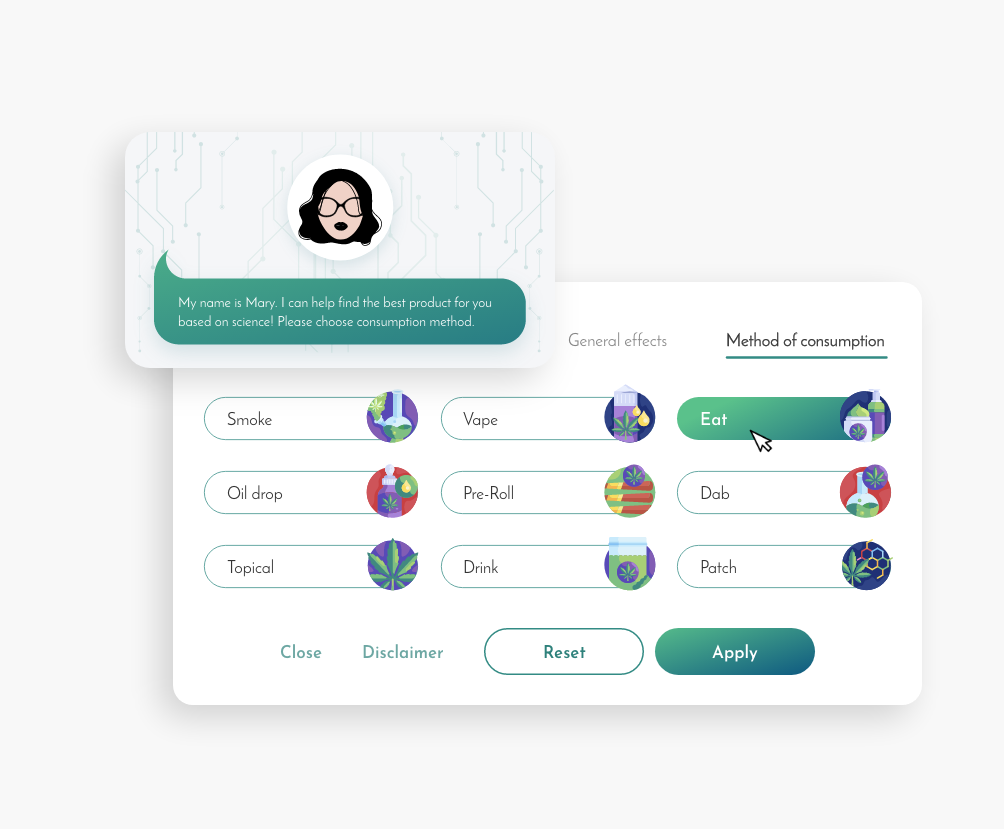 My name is Mary. I can help find the best product for you
based on science! Please choose consumption method.
General effects
Method of consumption
Smoke
Vape
Eat
Oil drop
Pre-Roll
Dab
Topical
Drink
Patch
Close
Disclaimer
Reset
Apply